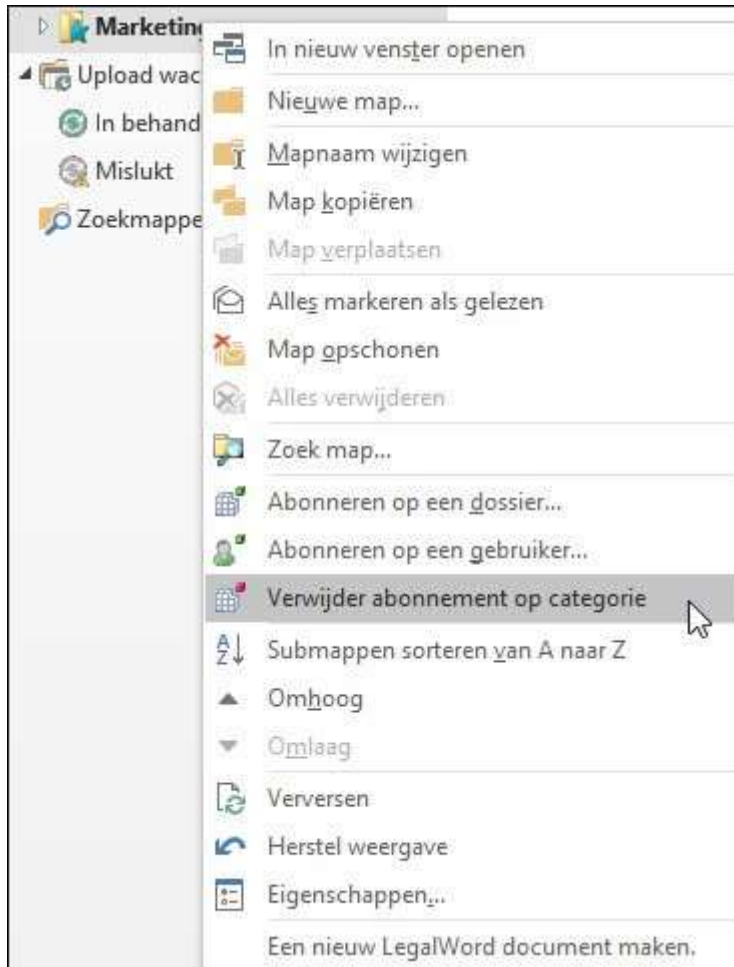 Marketin
In nieuw venster openen
Upload wac
Nieuwe map...
In behand
Mapnaam wijzigen
Mislukt
Map kopiëren
Zoekmappe
Map verplaatsen
Alles markeren als gelezen
Map opschonen
Alles verwijderen
Zoek map...
Abonneren op een dossier...
Abonneren op een gebruiker...
Verwijder abonnement op categorie
Submappen sorteren van A naar Z
Omhoog
Omlaag
Verversen
Herstel weergave
Eigenschappen...
Een nieuw LegalWord document maken.